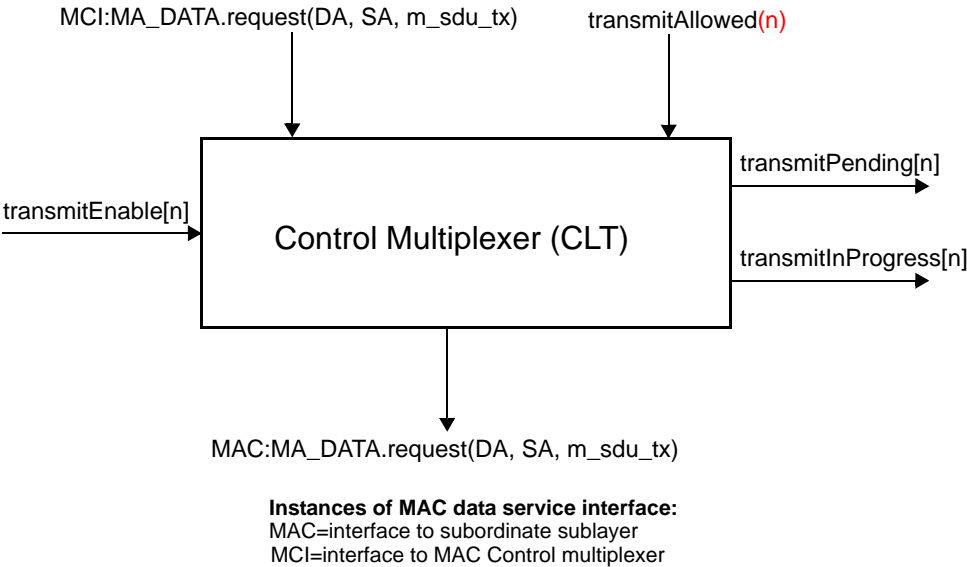 MCI:MA_DATA.request(DA, SA, m_sdu_tx)
transmitAllowed(n)
transmitPending[n]
transmitEnable[n]
Control Multiplexer (CLT)
transmitInProgress[n]
MAC:MA_DATA.request(DA, SA, m_sdu_tx)
Instances of MAC data service interface:
MAC=interface to subordinate sublayer
MCI=interface to MAC Control multiplexer